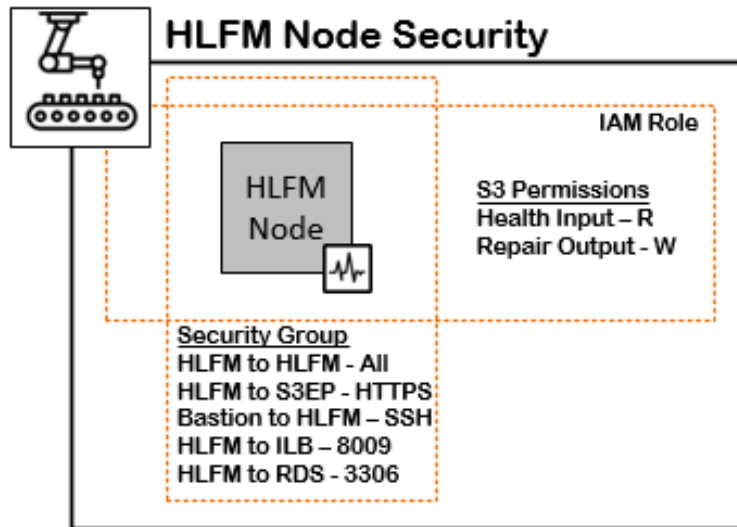 HLFM Node Security
IAM Role
HLFM
Node
S3 Permissions
Health Input – R
Repair Output - W
Security Group
HLFM to HLFM - All
HLFM to S3EP - HTTPS
Bastion to HLFM – SSH
HLFM to ILB – 8009
HLFM to RDS - 3306